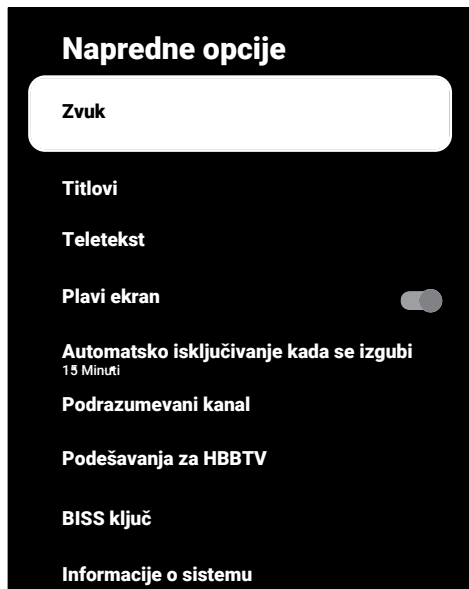 Napredne opcije
Zvuk
Titlovi
Teletekst
Plavi ekran
Automatsko isključivanje kada se izgubi
15 Minuti
Podrazumevani kanal
Podešavanja za HBBTV
BISS ključ
Informacije o sistemu